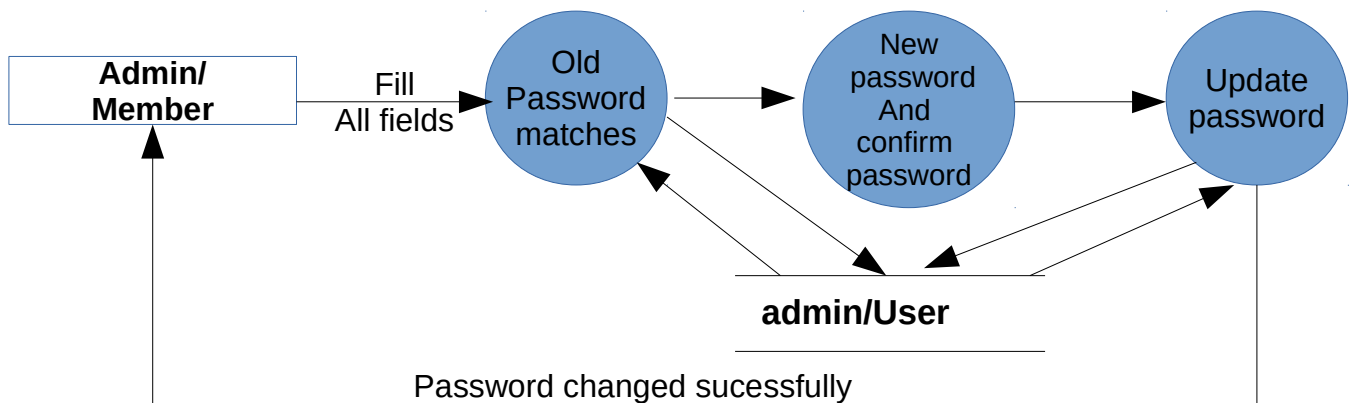 Admin/
Member
Fill
All fields
Old
Password
matches
New
password
And
confirm
password
Update
password
admin/User
Password changed sucessfully